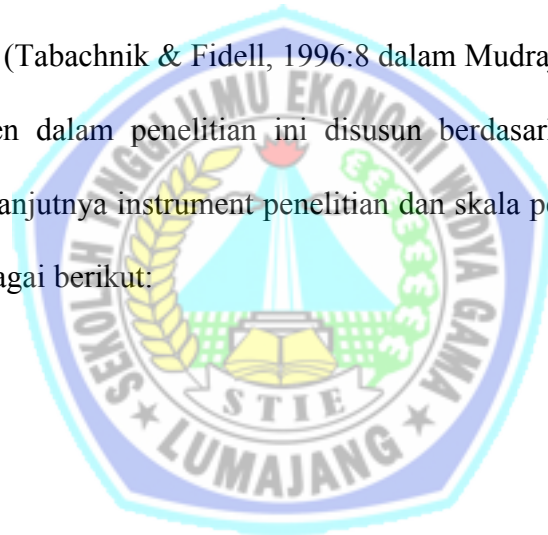 (Tabachnik & Fidell, 1996:8 dalam Mudraj
en dalam penelitian ini disusun berdasar
anjutnya instrument penelitian dan skala pe
agai berikut:
SEKOLAH TINGGI ILMU EKONOMI WIDYA GAMA
STIE
LUMAJANG